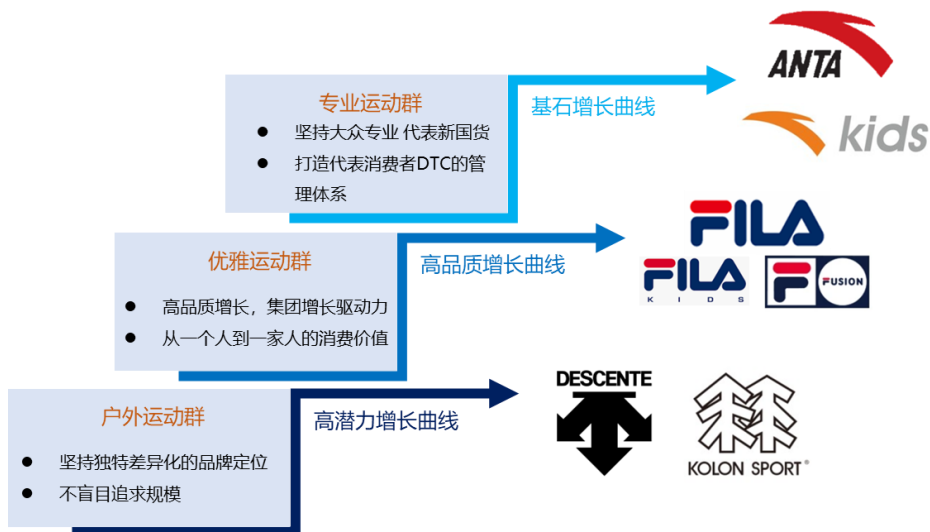 专业运动群
● 坚持大众专业 代表新国货
● 打造代表消费者DTC的管
理体系
基石增长曲线
ANTA
kids
优雅运动群
● 高品质增长，集团增长驱动力
● 从一个人到一家人的消费价值
高品质增长曲线
FILA
FILA
KIDS
F FUSION
户外运动群
● 坚持独特差异化的品牌定位
● 不盲目追求规模
高潜力增长曲线
DESCENTE
KOLON SPORT®